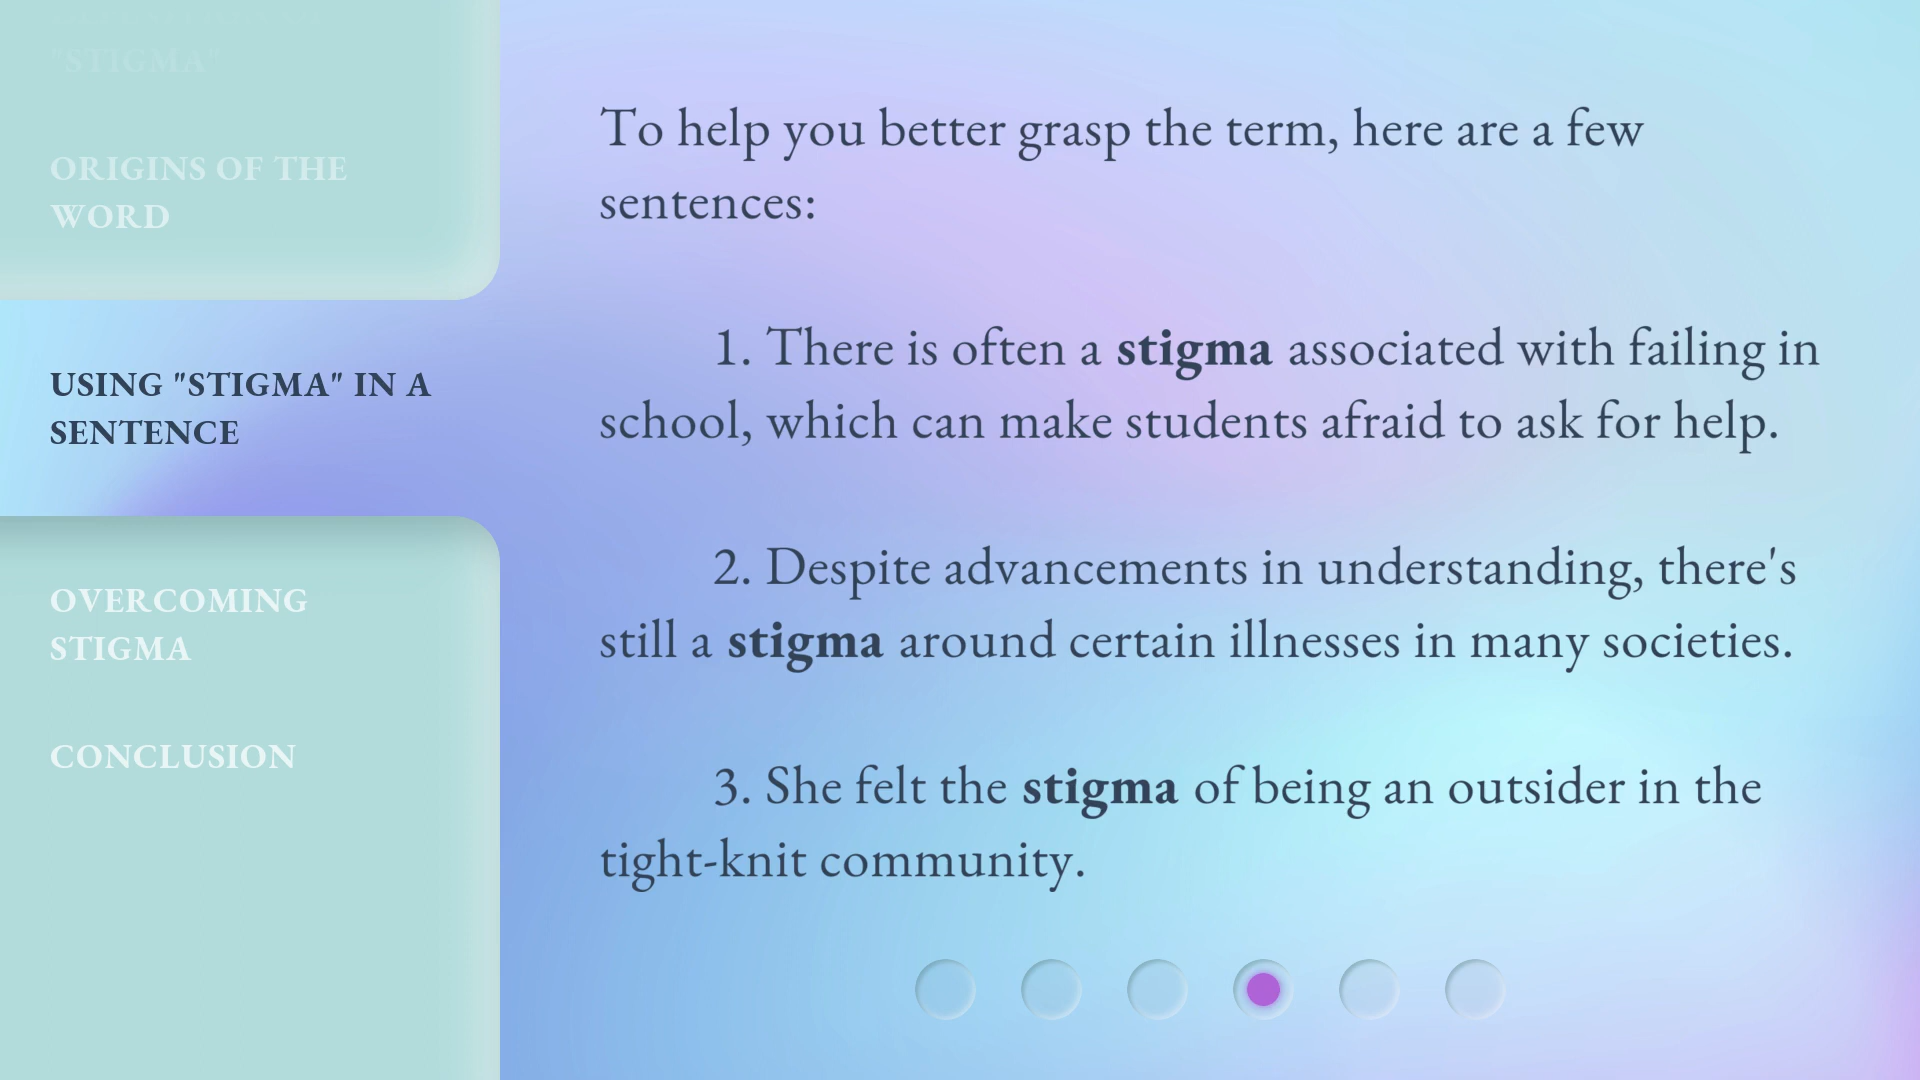 "STIGMA"
ORIGINS OF THE
WORD
USING "STIGMA" IN A
SENTENCE
OVERCOMING
STIGMA
CONCLUSION
To help you better grasp the term, here are a few
sentences:
1. There is often a stigma associated with failing in
school, which can make students afraid to ask for help.
2. Despite advancements in understanding, there's
still a stigma around certain illnesses in many societies.
3. She felt the stigma of being an outsider in the
tight-knit community.